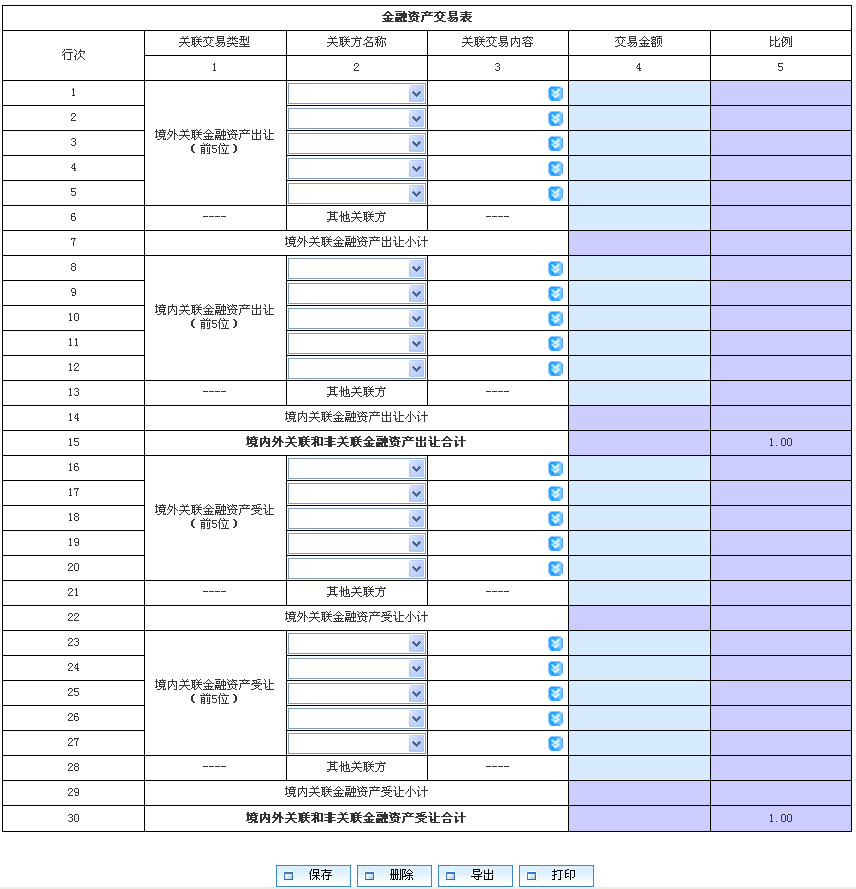 金融资产交易表
行次 关联交易类型 关联方名称 关联交易内容 交易金额 比例
1 2 3 4 5
1
2
3
境外关联金融资产出让
（前5位）
4
5
6 ---- 其他关联方 ----
7 境外关联金融资产出让小计
8
9
10
境内关联金融资产出让
（前5位）
11
12
13 ---- 其他关联方 ----
14 境内关联金融资产出让小计
15 境内外关联和非关联金融资产出让合计 1.00
16
17
18
境外关联金融资产受让
（前5位）
19
20
21 ---- 其他关联方 ----
22 境外关联金融资产受让小计
23
24
25
境内关联金融资产受让
（前5位）
26
27
28 ---- 其他关联方 ----
29 境内关联金融资产受让小计
30 境内外关联和非关联金融资产受让合计 1.00
保存 删除 导出 打印